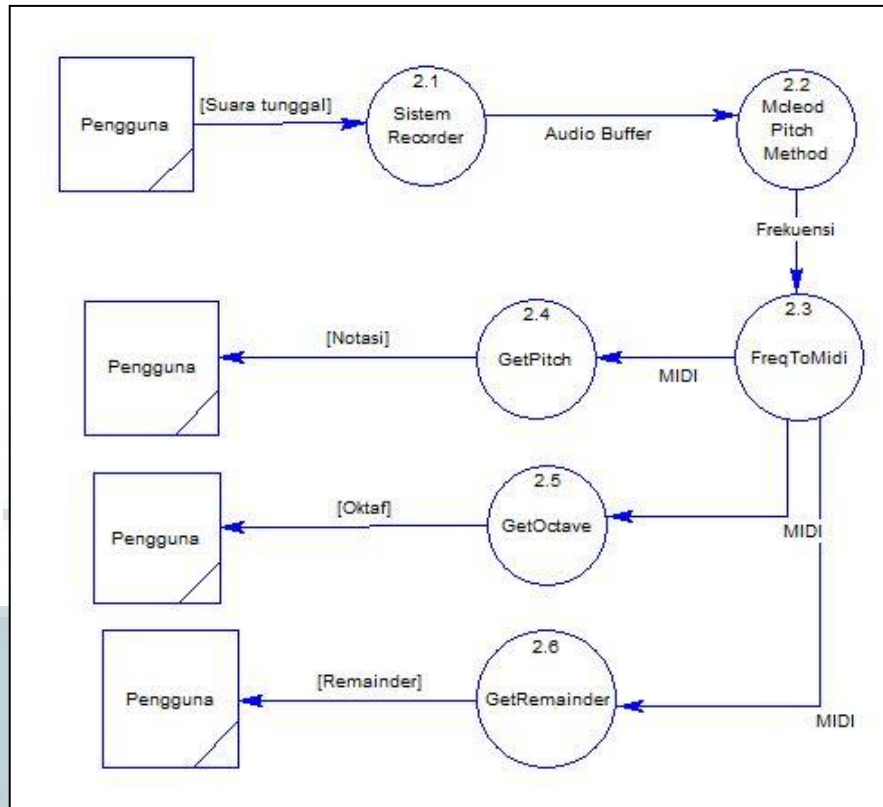 Pengguna
[Suara tunggal]
2.1
Sistem
Recorder
Audio Buffer
2.2
Mcleod
Pitch
Method
Frekuensi
2.3
FreqToMidi
MIDI
2.4
GetPitch
[Notasi]
Pengguna
MIDI
2.5
GetOctave
[Oktaf]
Pengguna
MIDI
2.6
GetRemainder
[Remainder]
Pengguna